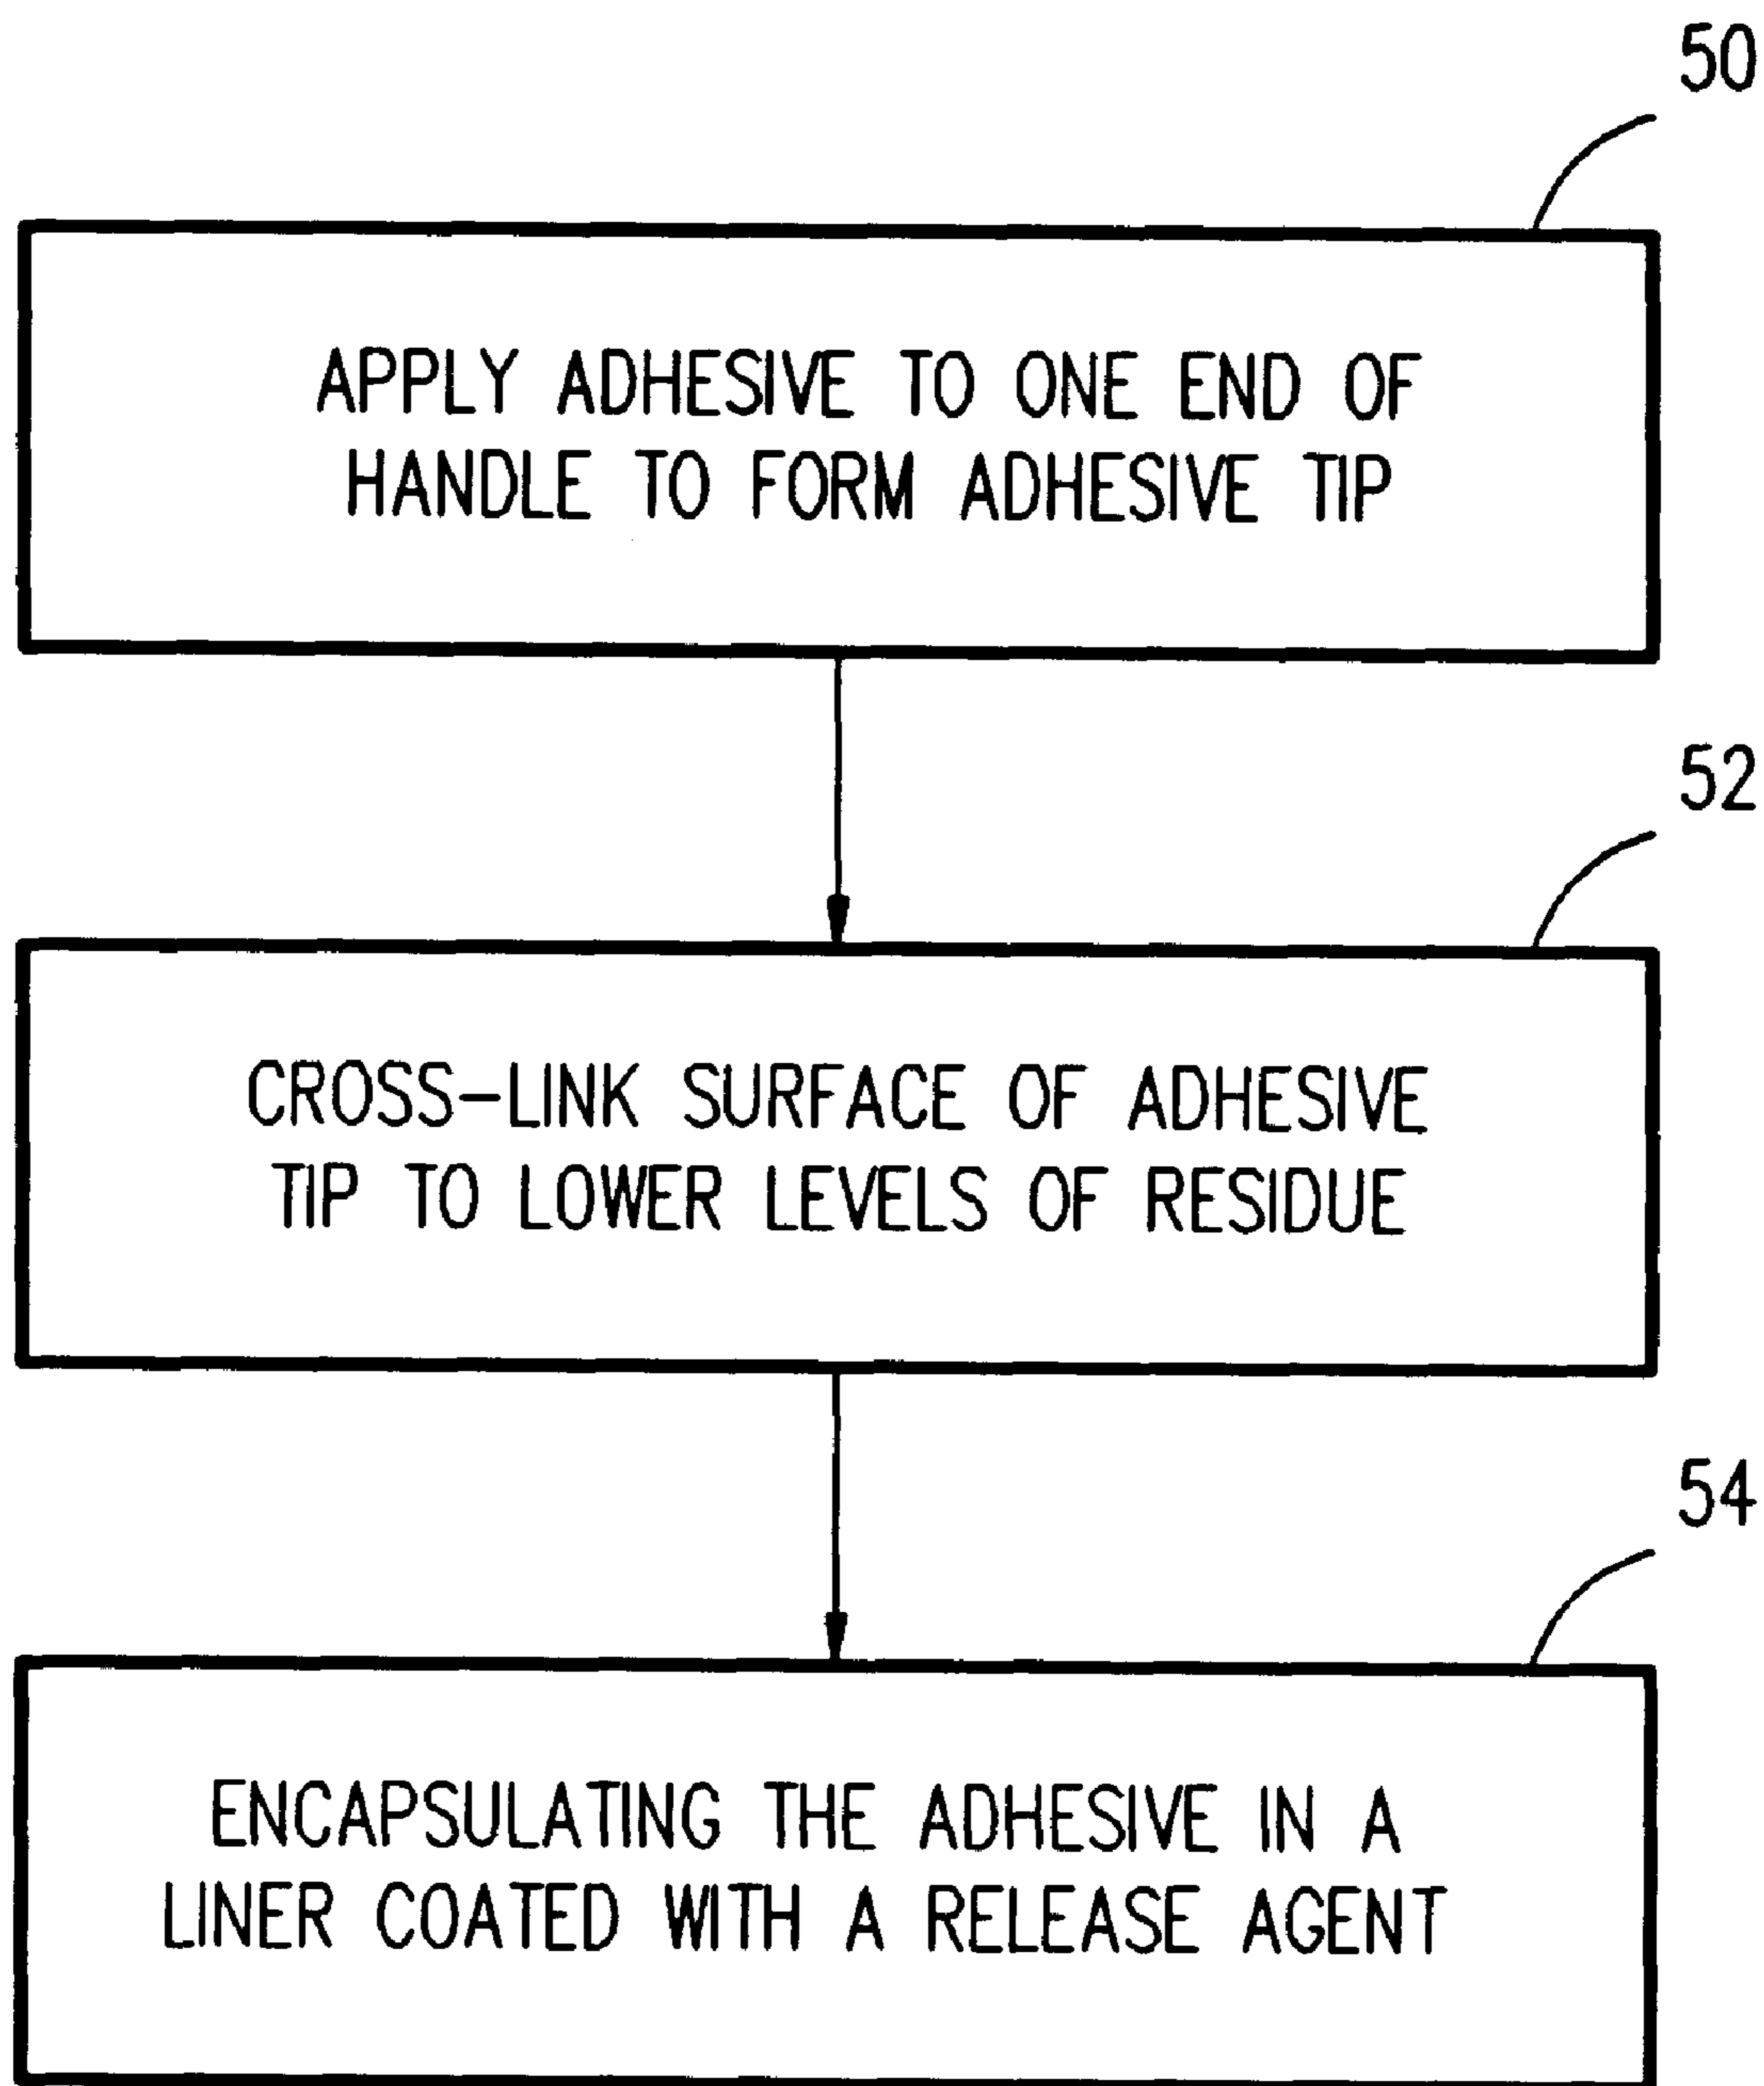 50
APPLY ADHESIVE TO ONE END OF
HANDLE TO FORM ADHESIVE TIP
52
CROSS-LINK SURFACE OF ADHESIVE
TIP TO LOWER LEVELS OF RESIDUE
54
ENCAPSULATING THE ADHESIVE IN A
LINER COATED WITH A RELEASE AGENT